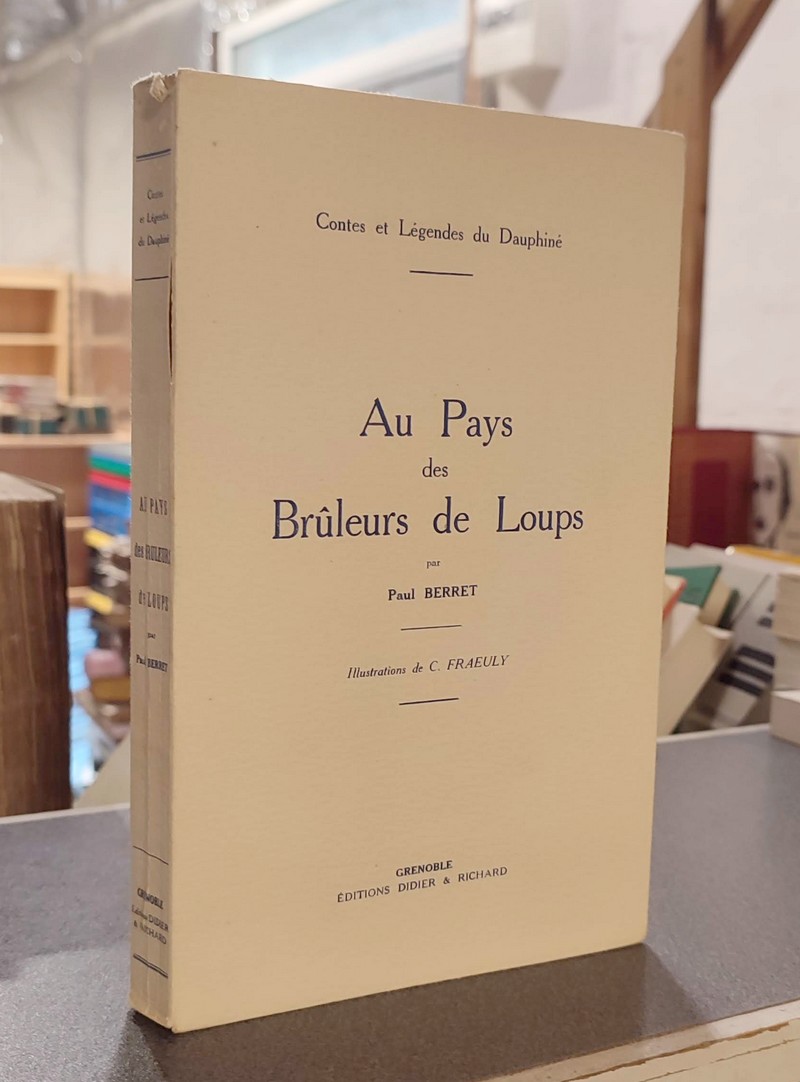 Contes
et Légendes
du Dauphiné
AU PAYS
des BRULEURS
de LOUPS
par
Paul BERRET
GRENOBLE
Editions DIDIER
& RICHARD
Contes et Légendes du Dauphiné
Au Pays
des
Brûleurs de Loups
par
Paul BERRET
Illustrations de C. FRAEULY
GRENOBLE
ÉDITIONS DIDIER & RICHARD